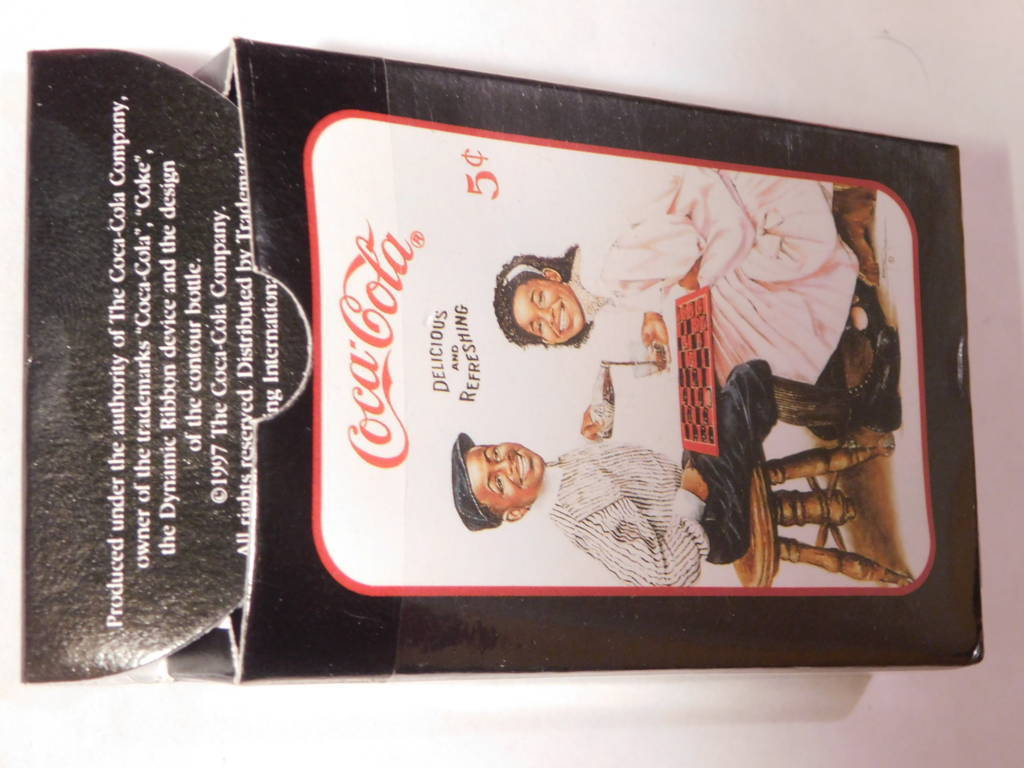 Produced under the authority of The Coca-Cola Company,
owner of the trademarks "Coca-Cola", "Coke",
the Dynamic Ribbon device and the design
of the contour bottle.
©1997 The Coca-Cola Company.
All rights reserved. Distributed by Trademark
ing International
Coca-Cola®
DELICIOUS
AND
REFRESHING
5¢